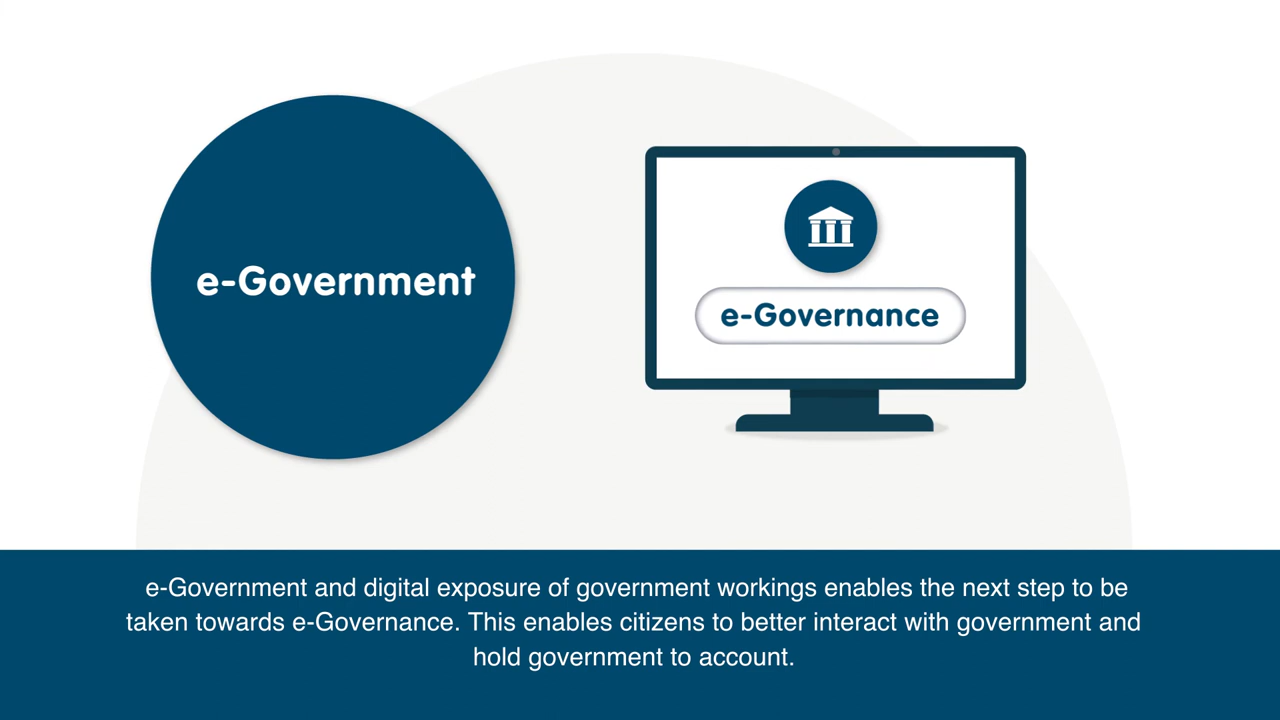 e-Government
e-Governance
e-Government and digital exposure of government workings enables the next step to be
taken towards e-Governance. This enables citizens to better interact with government and
hold government to account.